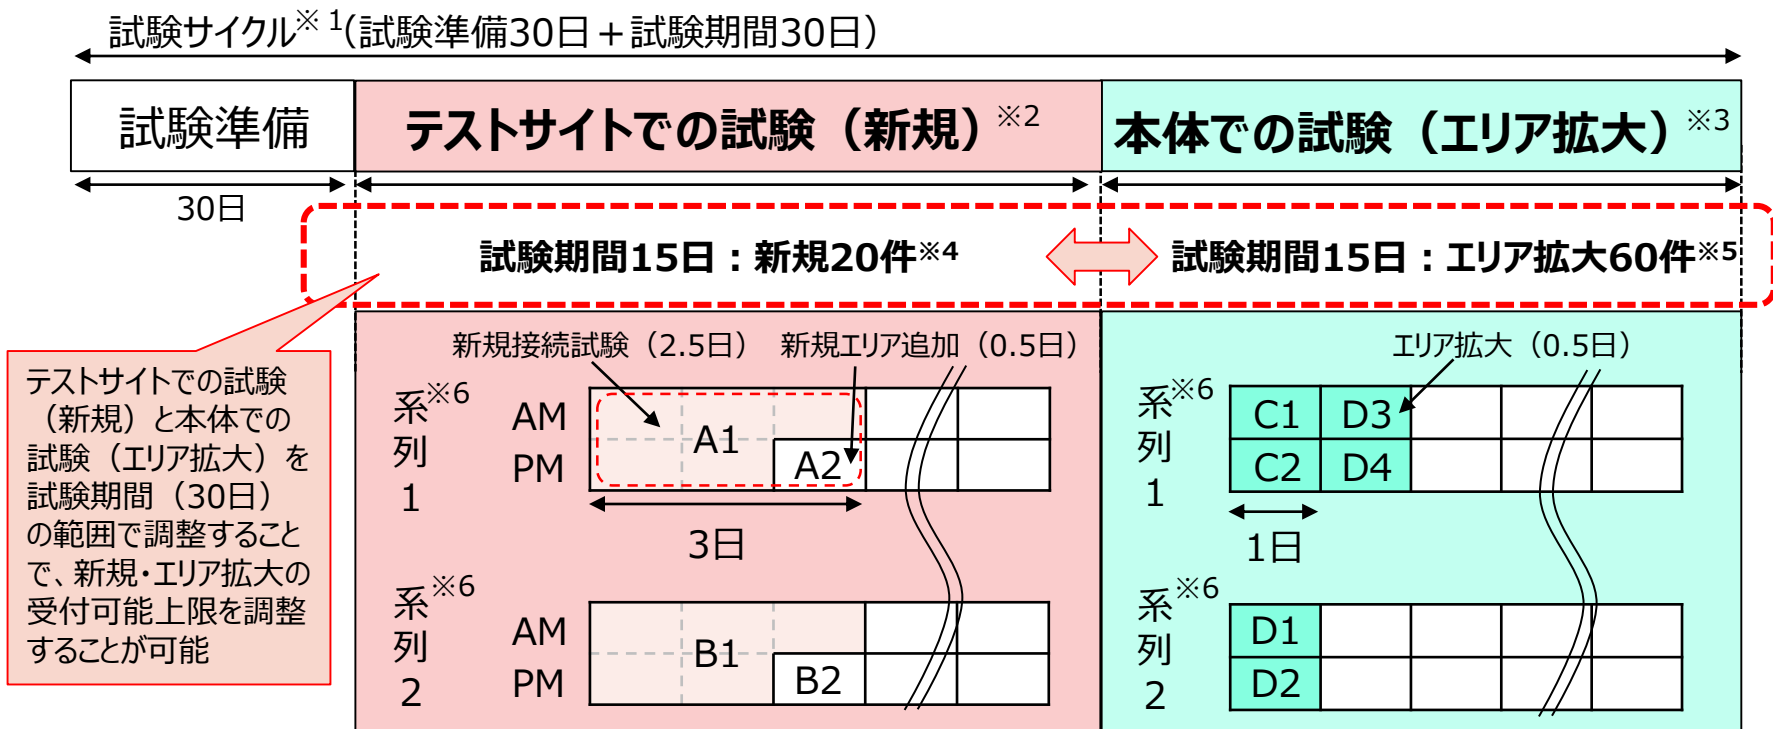 試験サイクル※1(試験準備30日＋試験期間30日)
試験準備
テストサイトでの試験（新規）※2
本体での試験（エリア拡大）※3
30日
試験期間15日：新規20件※4
試験期間15日：エリア拡大60件※5
テストサイトでの試験
（新規）と本体での
試験（エリア拡大）を
試験期間（30日）
の範囲で調整すること
で、新規・エリア拡大の
受付可能上限を調整
することが可能
新規接続試験（2.5日）
新規エリア追加（0.5日）
系※6
列
1
AM
PM
A1
A2
3日
系※6
列
2
AM
PM
B1
B2
エリア拡大（0.5日）
系※6
列
1
C1
D3
C2
D4
1日
系※6
列
2
D1
D2